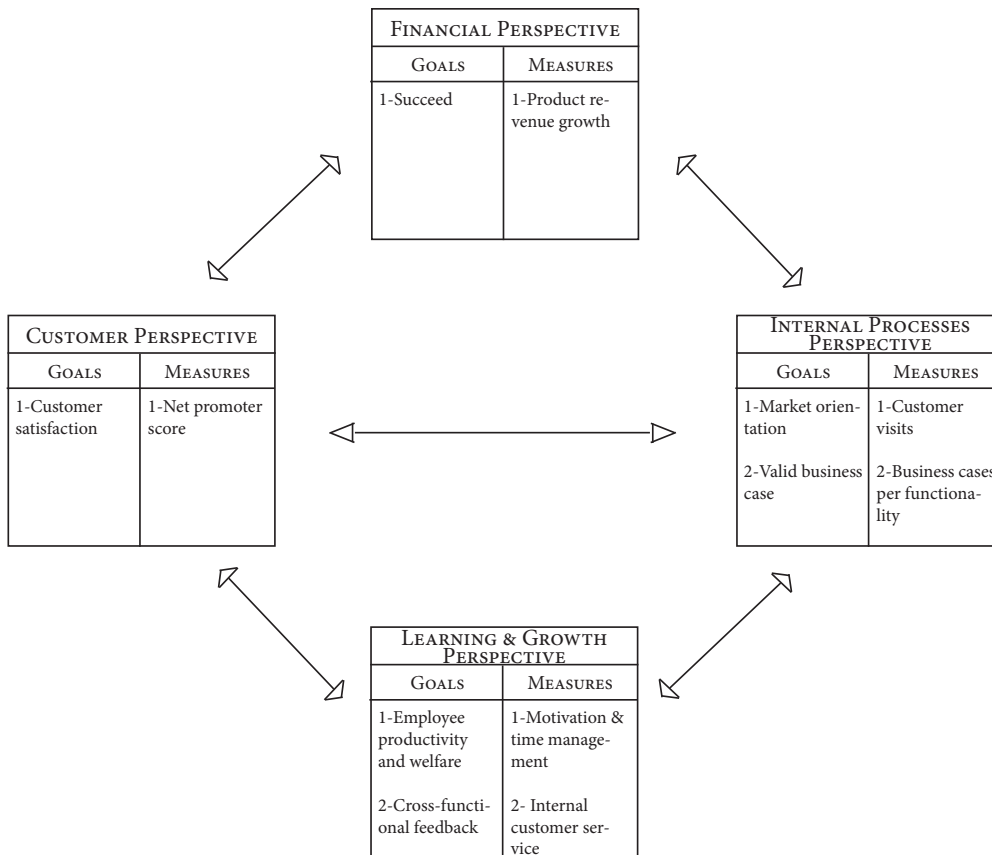 FINANCIAL PERSPECTIVE
GOALS
MEASURES
1-Succeed
1-Product re-
venue growth
CUSTOMER PERSPECTIVE
GOALS
MEASURES
1-Customer
satisfaction
1-Net promoter
score
INTERNAL PROCESSES
PERSPECTIVE
GOALS
MEASURES
1-Market orien-
tation
2-Valid business
case
1-Customer
visits
2-Business cases
per functiona-
lity
LEARNING & GROWTH
PERSPECTIVE
GOALS
MEASURES
1-Employee
productivity
and welfare
2-Cross-functi-
onal feedback
1-Motivation &
time manage-
ment
2- Internal
customer ser-
vice